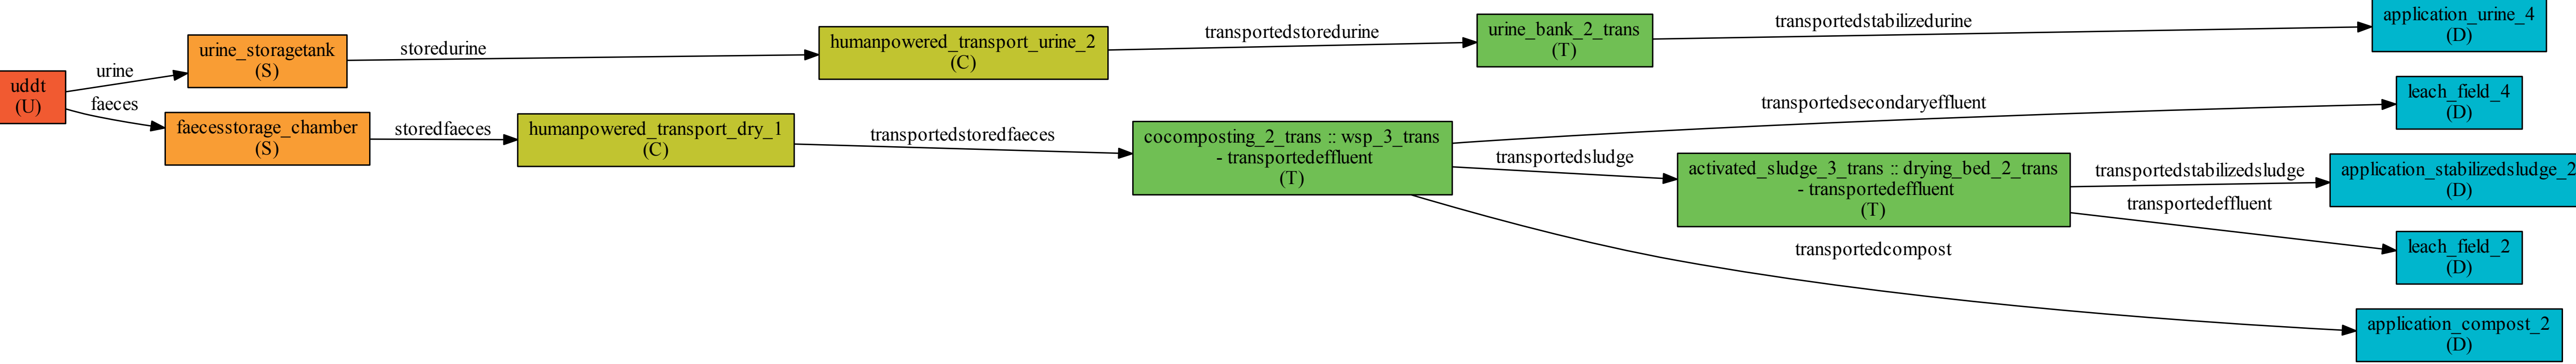 uddt
(U)
urine
faeces
urine_storagetank
(S)
faecesstorage_chamber
(S)
storedurine
storedfaeces
humanpowered_transport_urine_2
(C)
humanpowered_transport_dry_1
(C)
transportedstoredurine
transportedstoredfaeces
urine_bank_2_trans
(T)
cocomposting_2_trans :: wsp_3_trans
- transportedeffluent
(T)
transportedstabilizedurine
transportedsecondaryeffluent
transportedsludge
transportedcompost
activated_sludge_3_trans :: drying_bed_2_trans
- transportedeffluent
(T)
transportedstabilizedsludge
transportedeffluent
application_urine_4
(D)
leach_field_4
(D)
application_stabilizedsludge_2
(D)
leach_field_2
(D)
application_compost_2
(D)